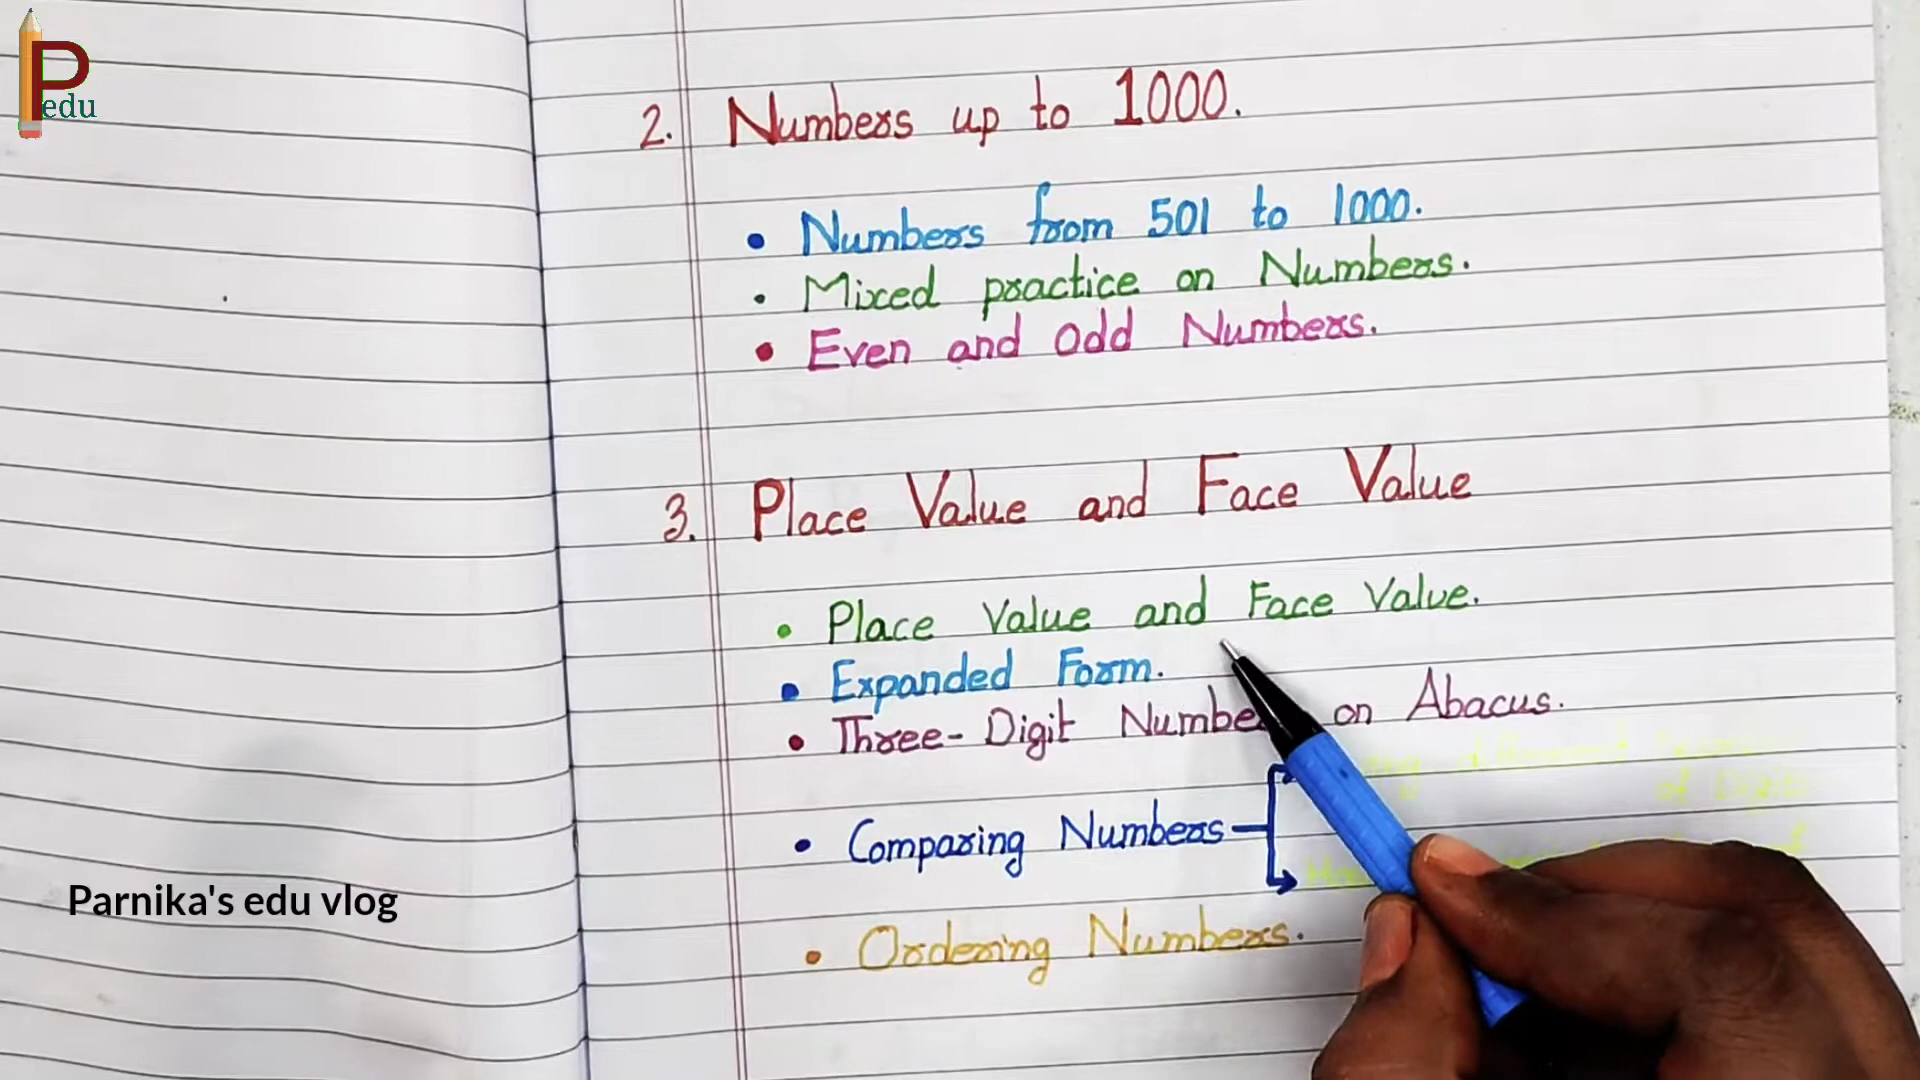 P
edu
2. Numbers up to 1000.
• Numbers from 501 to 1000.
• Mixed practice on Numbers.
• Even and Odd Numbers.
3. Place Value and Face Value
• Place Value and Face Value.
• Expanded Form.
• Three-Digit on Abacus.
of Digits
• Comparing Numbers
• Ordering Numbers.
Parnika's edu vlog